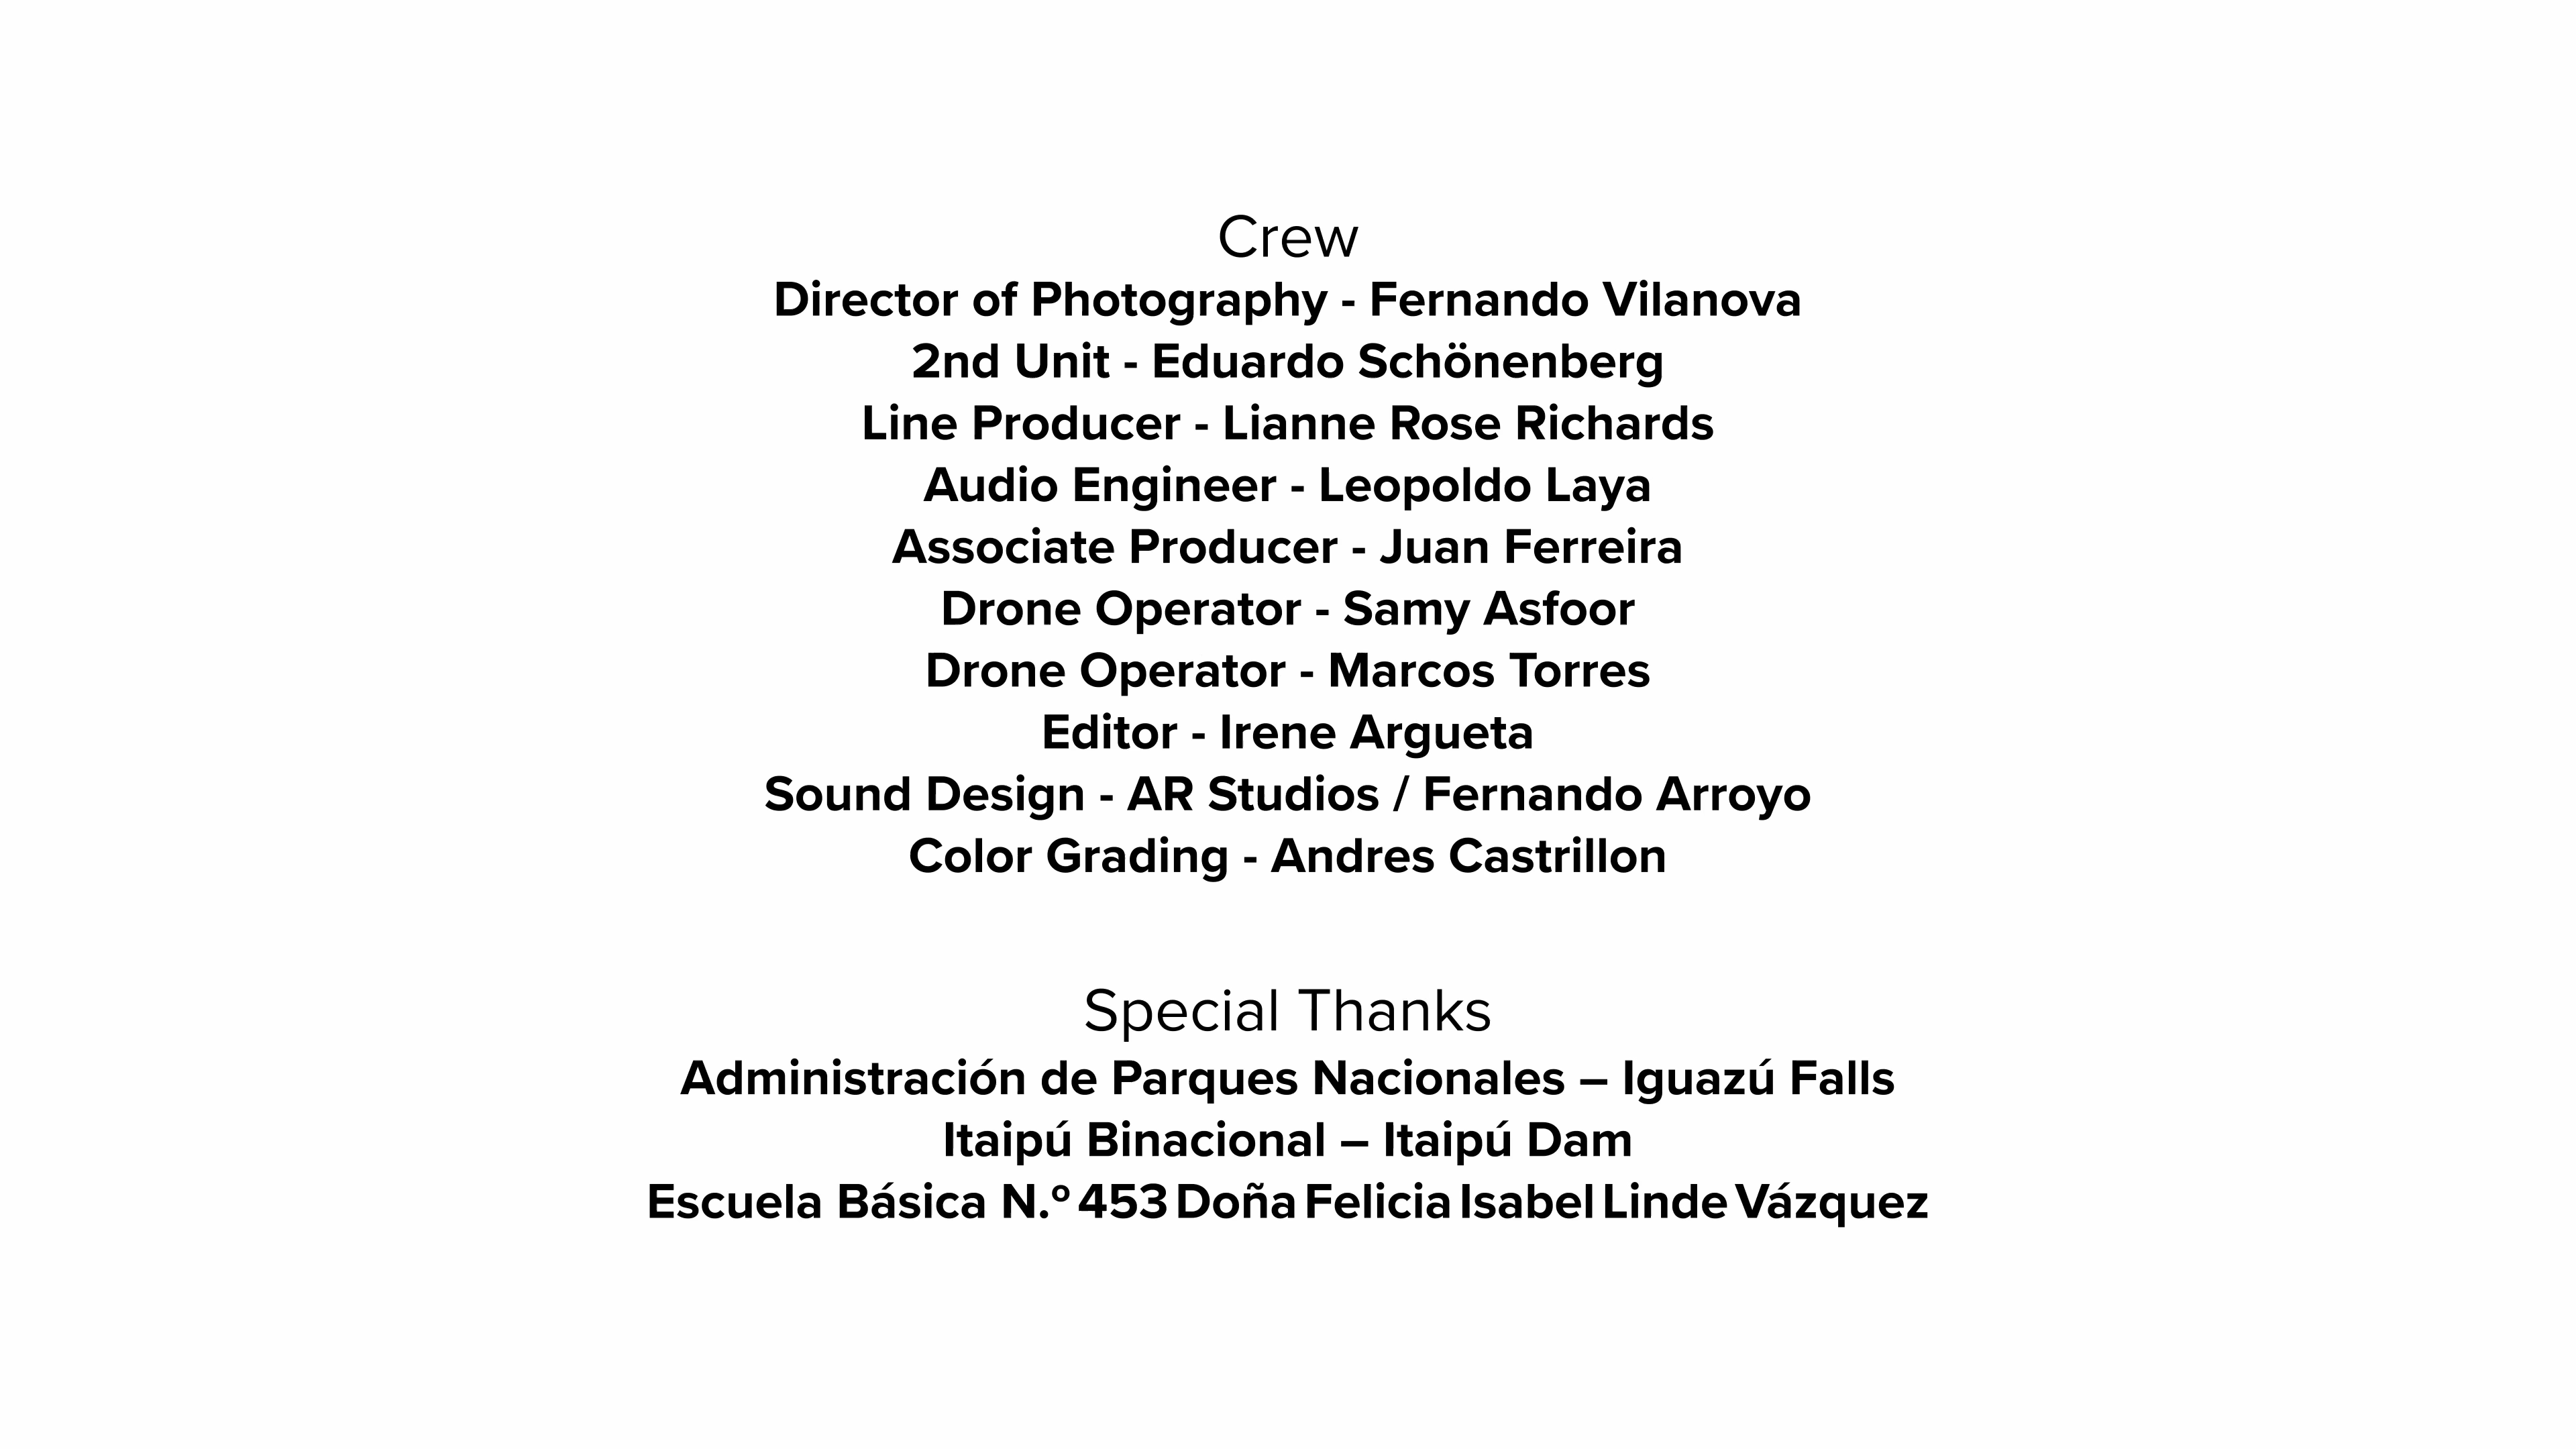 Crew
Director of Photography - Fernando Vilanova
2nd Unit - Eduardo Schönenberg
Line Producer - Lianne Rose Richards
Audio Engineer - Leopoldo Laya
Associate Producer - Juan Ferreira
Drone Operator - Samy Asfoor
Drone Operator - Marcos Torres
Editor - Irene Argueta
Sound Design - AR Studios / Fernando Arroyo
Color Grading - Andres Castrillon
Special Thanks
Administración de Parques Nacionales – Iguazú Falls
Itaipú Binacional – Itaipú Dam
Escuela Básica N.º 453 Doña Felicia Isabel Linde Vázquez